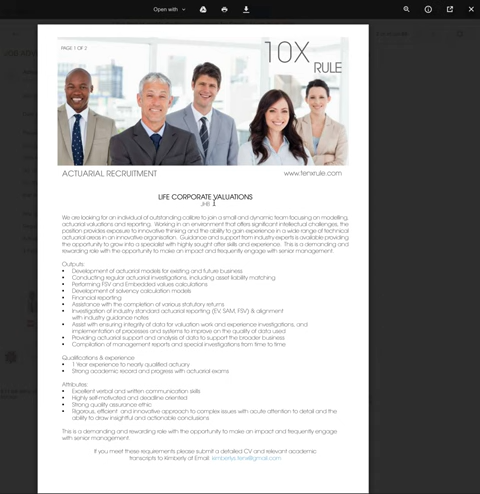 Open with
PAGE 1 OF 2
10X
RULE
ACTUARIAL RECRUITMENT
www.tenxrule.com
LIFE CORPORATE VALUATIONS
JHB
We are looking for an individual of outstanding calibre to join a small and dynamic team focusing on modelling,
actuarial valuations and reporting. Working in an environment that offers significant intellectual challenges, the
position provides exposure to innovative thinking and the ability to gain experience in a wide range of technical
actuarial areas in an innovative organisation. Guidance and support from industry experts is available providing
the opportunity to grow into a specialist with highly sought after skills and experience. This is a demanding and
rewarding role with the opportunity to make an impact and frequently engage with senior management.
Outputs:
• Development of actuarial models for existing and future business
• Conducting regular actuarial investigations, including asset liability matching
• Performing FSV and Embedded values calculations
• Development of solvency calculation models
• Financial reporting
• Assistance with the completion of various statutory returns
• Investigation of industry standard actuarial reporting (EV, SAM, FSV) & alignment
with industry guidance notes
• Assist with ensuring integrity of data for valuation work and experience investigations, and
implementation of processes and systems to improve on this quality of data used
• Providing actuarial support and analysis of data to support the broader business
• Compilation of management reports and special investigations from time to time
Qualifications & experience:
• 1 Year experience to nearly qualified actuary
• Strong academic record and progress with actuarial exams
Attributes:
• Excellent verbal and written communication skills
• Highly self-motivated and deadline oriented
• Strong quality assurance ethic
• Rigorous, efficient and innovative approach to complex issues with acute attention to detail and the
ability to draw insightful and actionable conclusions
This is a demanding and rewarding role with the opportunity to make an impact and frequently engage
with senior management.
If you meet these requirements please submit a detailed CV and relevant academic
transcripts to Kimberly at Email: kimberlys.tenx@gmail.com